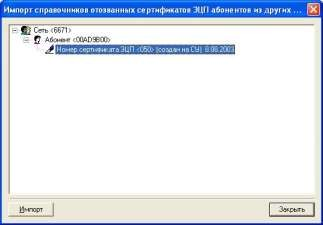 Импорт справочников отозванных сертификатов ЭЦП абонентов из других ...
Сеть <6671>
Абонент <00AD9B00>
Номер сертификата ЭЦП <050> (создан на СУ) 8.08.2003
Импорт
Закрыть